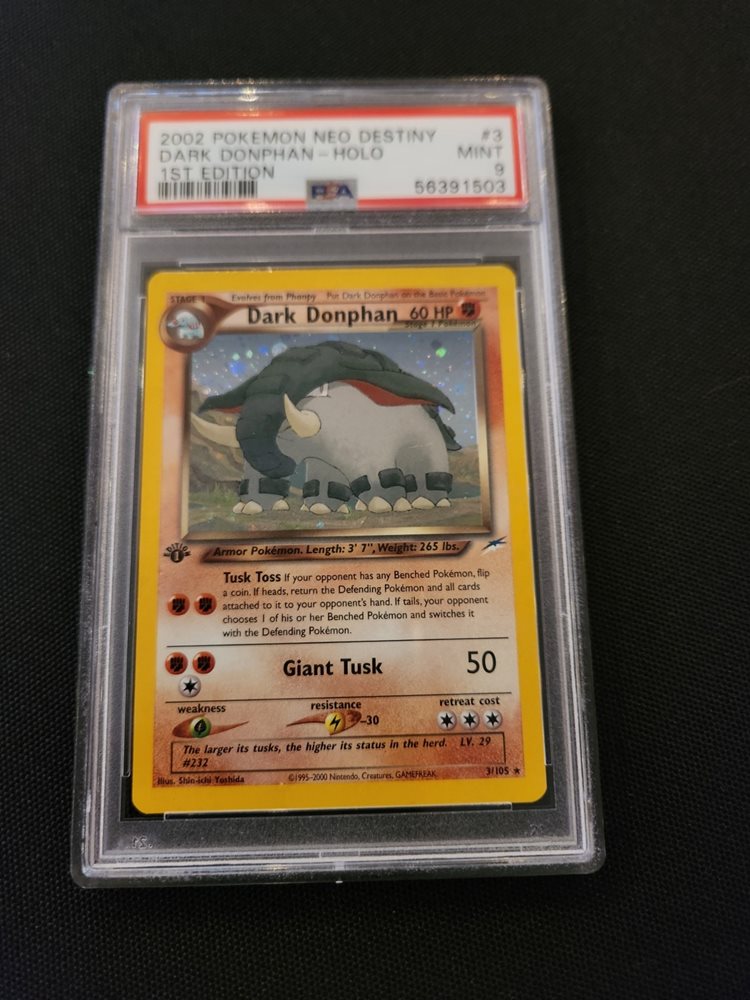 2002 POKEMON NEO DESTINY #3
DARK DONPHAN - HOLO MINT
1ST EDITION 9
PSA 56391503
STAGE 1 Evolves from Phanpy Put Dark Donphan on the Basic Pokémon
Dark Donphan 60 HP
Stage 1 Pokémon
EDITION
1
Armor Pokémon. Length: 3' 7", Weight: 265 lbs.
Tusk Toss If your opponent has any Benched Pokémon, flip
a coin. If heads, return the Defending Pokémon and all cards
attached to it to your opponent's hand. If tails, your opponent
chooses 1 of his or her Benched Pokémon and switches it
with the Defending Pokémon.
Giant Tusk 50
weakness resistance retreat cost
-30
The larger its tusks, the higher its status in the herd. LV. 29
#232
Illus. Shin-ichi Yoshida ©1995-2000 Nintendo, Creatures, GAMEFREAK. 3/105